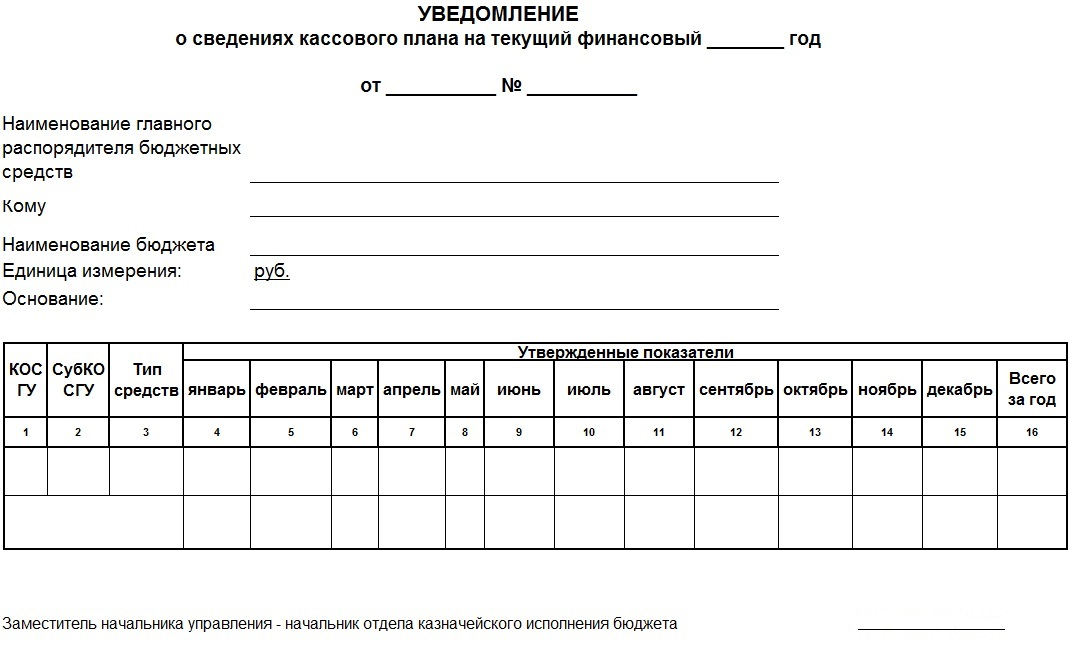 УВЕДОМЛЕНИЕ
о сведениях кассового плана на текущий финансовый _______ год
от __________ № __________
Наименование главного
распорядителя бюджетных
средств
Кому
Наименование бюджета
Единица измерения: руб.
Основание:
КОС ГУ СубКО СГУ Тип средств Утвержденные показатели
январь февраль март апрель май июнь июль август сентябрь октябрь ноябрь декабрь Всего за год
1 2 3 4 5 6 7 8 9 10 11 12 13 14 15 16
Заместитель начальника управления - начальник отдела казначейского исполнения бюджета